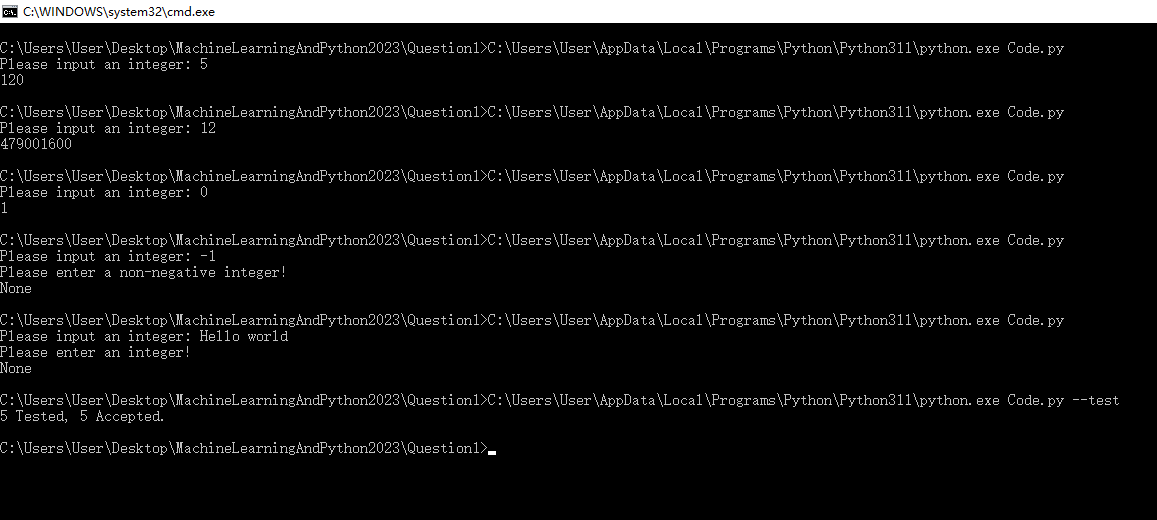 C:\WINDOWS\system32\cmd.exe
C:\Users\User\Desktop\MachineLearningAndPython2023\Question1>C:\Users\User\AppData\Local\Programs\Python\Python311\python.exe Code.py
Please input an integer: 5
120
C:\Users\User\Desktop\MachineLearningAndPython2023\Question1>C:\Users\User\AppData\Local\Programs\Python\Python311\python.exe Code.py
Please input an integer: 12
479001600
C:\Users\User\Desktop\MachineLearningAndPython2023\Question1>C:\Users\User\AppData\Local\Programs\Python\Python311\python.exe Code.py
Please input an integer: 0
1
C:\Users\User\Desktop\MachineLearningAndPython2023\Question1>C:\Users\User\AppData\Local\Programs\Python\Python311\python.exe Code.py
Please input an integer: -1
Please enter a non-negative integer!
None
C:\Users\User\Desktop\MachineLearningAndPython2023\Question1>C:\Users\User\AppData\Local\Programs\Python\Python311\python.exe Code.py
Please input an integer: Hello world
Please enter an integer!
None
C:\Users\User\Desktop\MachineLearningAndPython2023\Question1>C:\Users\User\AppData\Local\Programs\Python\Python311\python.exe Code.py --test
5 Tested, 5 Accepted.
C:\Users\User\Desktop\MachineLearningAndPython2023\Question1>